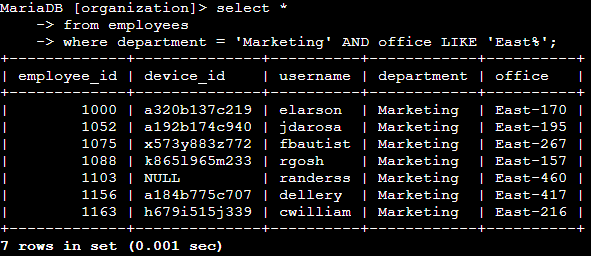 MariaDB [organization]> select *
    -> from employees
    -> where department = 'Marketing' AND office LIKE 'East%';
+-------------+--------------+----------+------------+----------+
| employee_id | device_id    | username | department | office   |
+-------------+--------------+----------+------------+----------+
|        1000 | a320b137c219 | elarson  | Marketing  | East-170 |
|        1052 | a192b174c940 | jdarosa  | Marketing  | East-195 |
|        1075 | x573y883z772 | fbautist | Marketing  | East-267 |
|        1088 | k865l965m233 | rgosh    | Marketing  | East-157 |
|        1103 | NULL         | randerss | Marketing  | East-460 |
|        1156 | a184b775c707 | dellery  | Marketing  | East-417 |
|        1163 | h679i515j339 | cwilliam | Marketing  | East-216 |
+-------------+--------------+----------+------------+----------+
7 rows in set (0.001 sec)